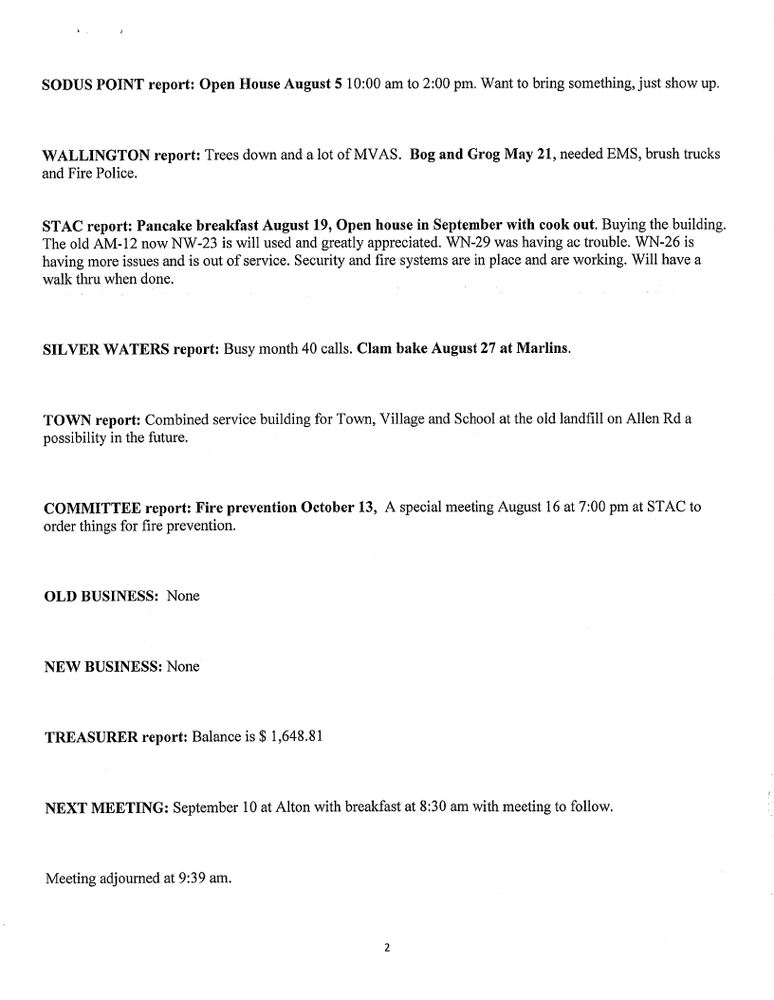 SODUS POINT report: Open House August 5 10:00 am to 2:00 pm. Want to bring something, just show up.
WALLINGTON report: Trees down and a lot of MVAS. Bog and Grog May 21, needed EMS, brush trucks
and Fire Police.
STAC report: Pancake breakfast August 19, Open house in September with cook out. Buying the building.
The old AM-12 now NW-23 is will used and greatly appreciated. WN-29 was having ac trouble. WN-26 is
having more issues and is out of service. Security and fire systems are in place and are working. Will have a
walk thru when done.
SILVER WATERS report: Busy month 40 calls. Clam bake August 27 at Marlins.
TOWN report: Combined service building for Town, Village and School at the old landfill on Allen Rd a
possibility in the future.
COMMITTEE report: Fire prevention October 13, A special meeting August 16 at 7:00 pm at STAC to
order things for fire prevention.
OLD BUSINESS: None
NEW BUSINESS: None
TREASURER report: Balance is $ 1,648.81
NEXT MEETING: September 10 at Alton with breakfast at 8:30 am with meeting to follow.
Meeting adjourned at 9:39 am.
2